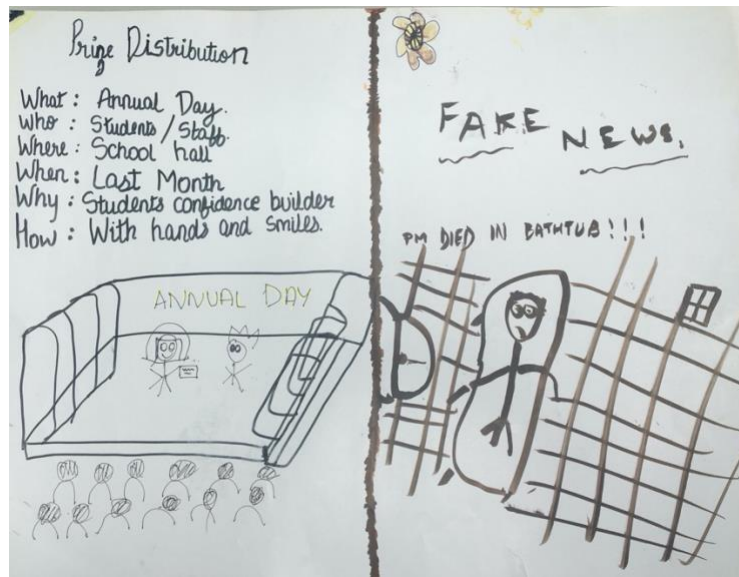 Prize Distribution
What : Annual Day.
Who : Students / Staff.
Where : School hall
When : Last Month
Why : Students confidence builder
How : With hands and smiles.
ANNUAL DAY
FAKE NEWS.
PM DIED IN BATHTUB!!!